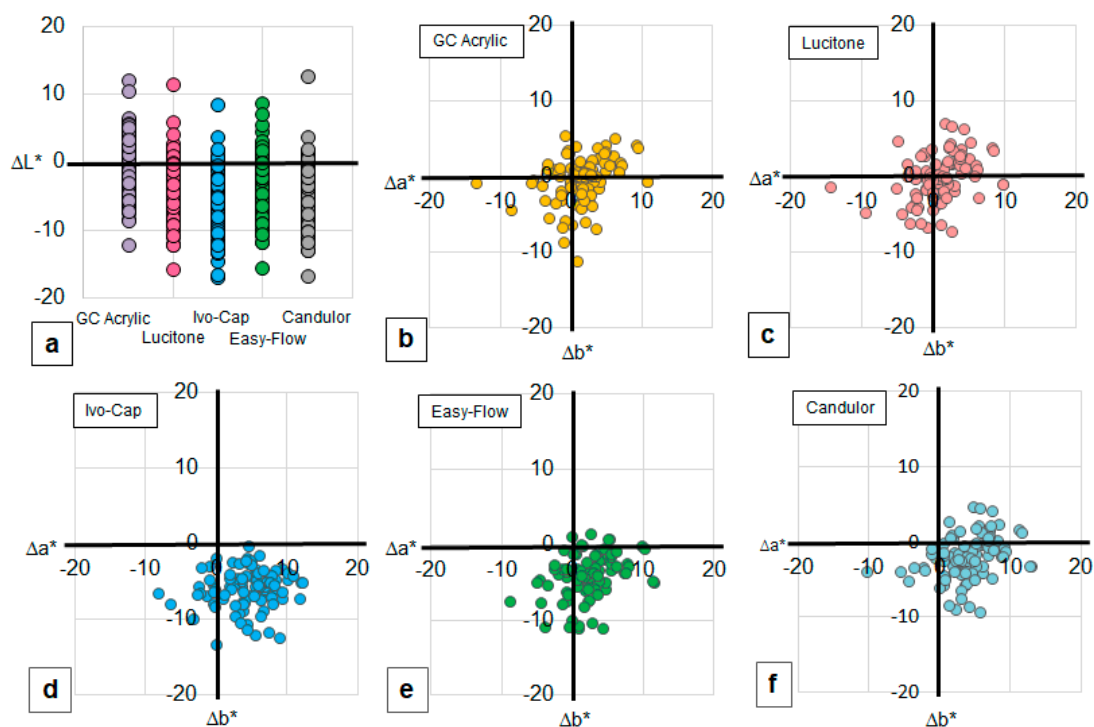 20
10
ΔL* 0
-10
-20
GC Acrylic Ivo-Cap Candulor
Lucitone Easy-Flow
a
GC Acrylic
20
10
Δa* 0
-20 -10 0 10 20
-10
-20
b
Δb*
Lucitone
20
10
Δa* 0
-20 -10 0 10 20
-10
-20
c
Δb*
Ivo-Cap
20
10
Δa* 0
-20 -10 0 10 20
-10
-20
d
Δb*
Easy-Flow
20
10
Δa* 0
-20 -10 0 10 20
-10
-20
e
Δb*
Candulor
20
10
Δa* 0
-20 -10 0 10 20
-10
-20
f
Δb*